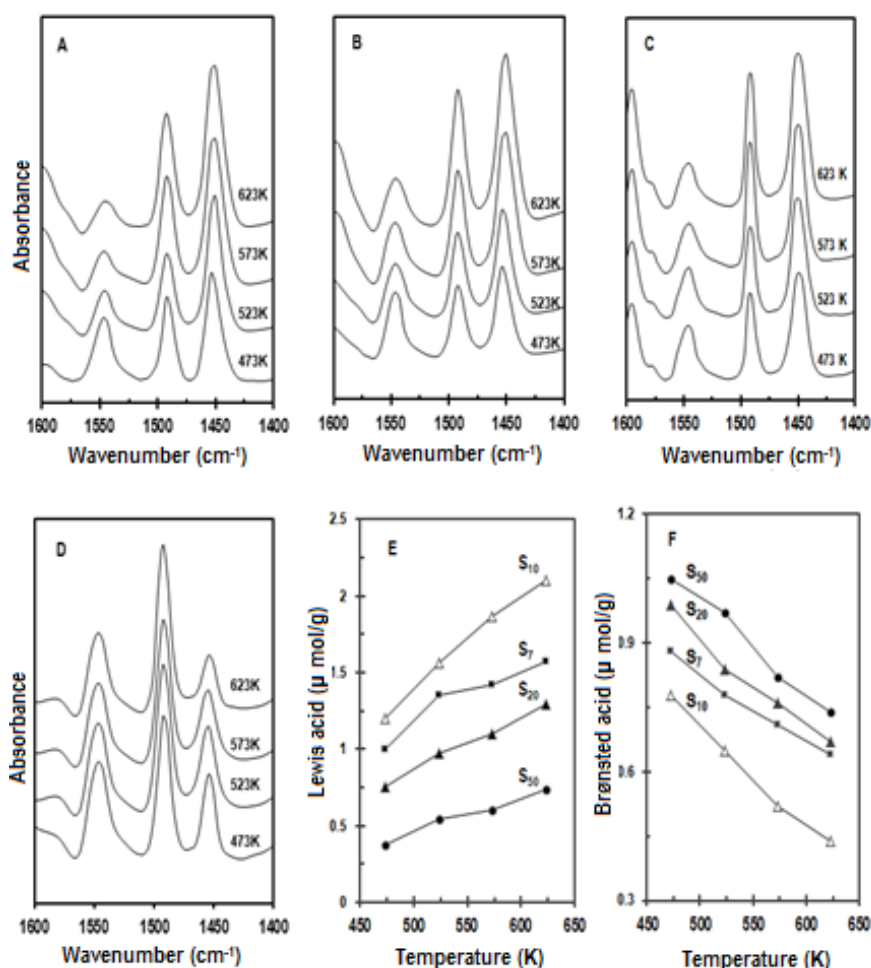 A
Absorbance
623K
573K
523K
473K
1600 1550 1500 1450 1400
Wavenumber (cm⁻¹)
B
623K
573K
523K
473K
1600 1550 1500 1450 1400
Wavenumber (cm⁻¹)
C
623 K
573 K
523 K
473 K
1600 1550 1500 1450 1400
Wavenumber (cm⁻¹)
D
Absorbance
623K
573K
523K
473K
1600 1550 1500 1450 1400
Wavenumber (cm⁻¹)
E
Lewis acid (µ mol/g)
2.5
2
1.5
1
0.5
0
S₁₀
S₇
S₂₀
S₅₀
450 500 550 600 650
Temperature (K)
F
Brønsted acid (µ mol/g)
1.2
0.9
0.6
0.3
S₅₀
S₂₀
S₇
S₁₀
450 500 550 600 650
Temperature (K)